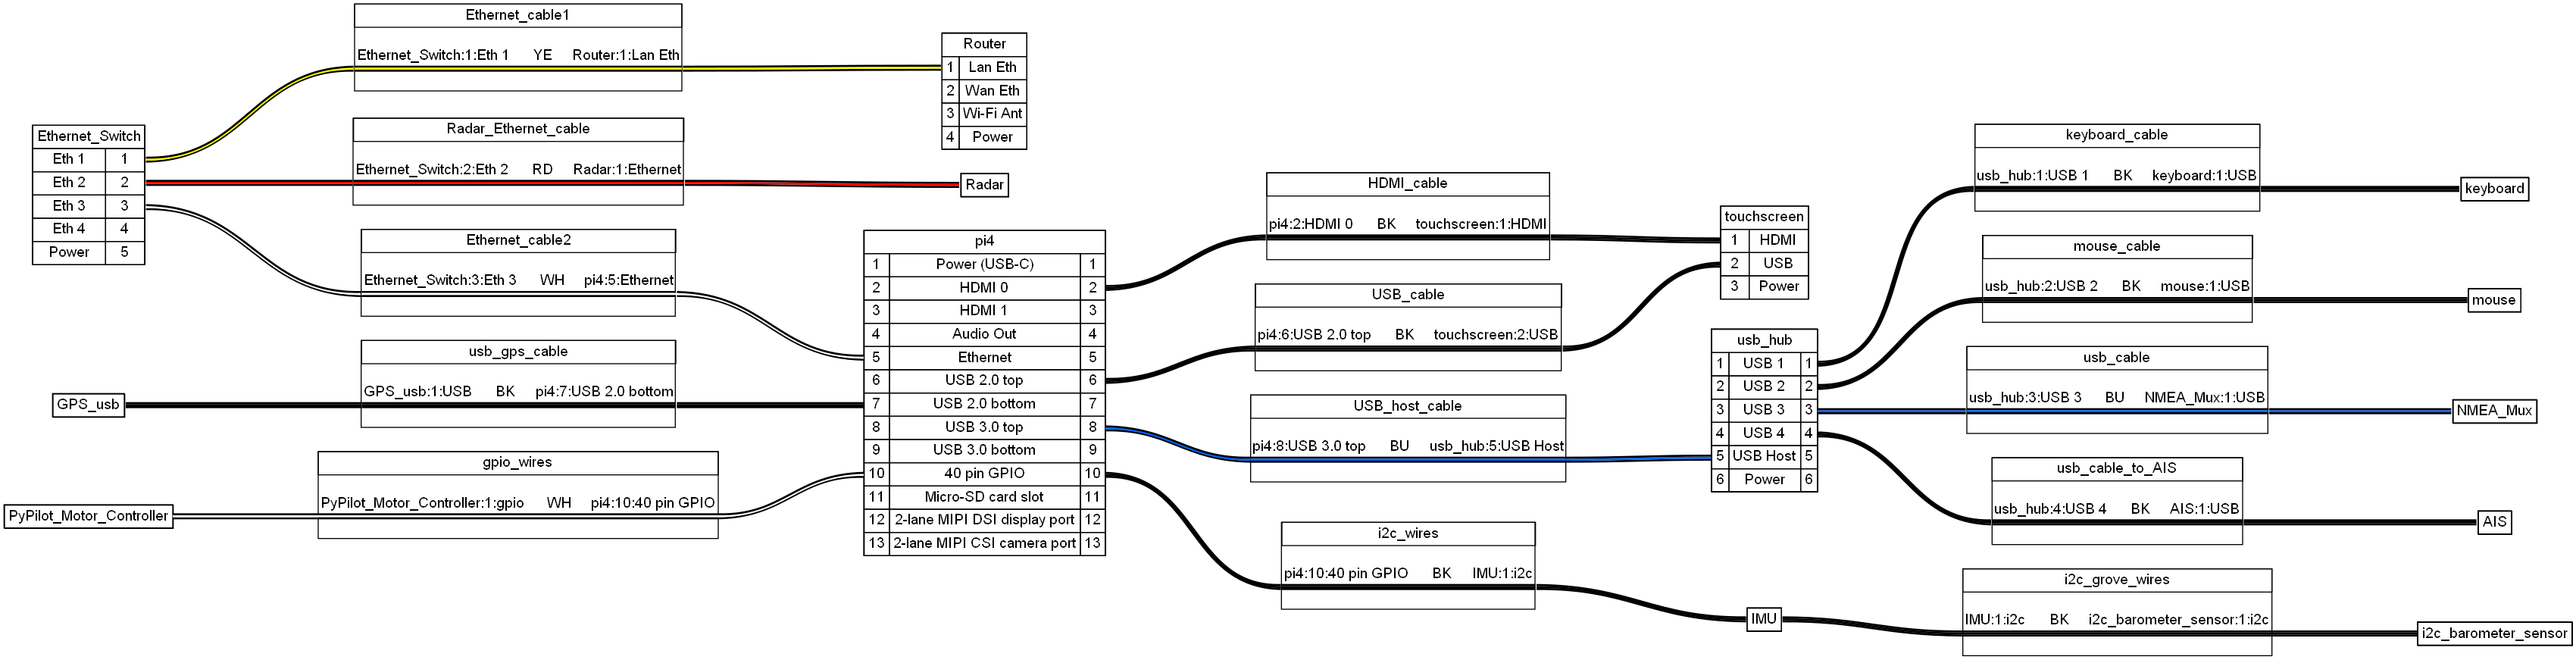 Ethernet_cable1
Ethernet_Switch:1:Eth 1 YE Router:1:Lan Eth
Router
1 Lan Eth
2 Wan Eth
3 Wi-Fi Ant
4 Power
Ethernet_Switch
Eth 1 1
Eth 2 2
Eth 3 3
Eth 4 4
Power 5
Radar_Ethernet_cable
Ethernet_Switch:2:Eth 2 RD Radar:1:Ethernet
Radar
Ethernet_cable2
Ethernet_Switch:3:Eth 3 WH pi4:5:Ethernet
usb_gps_cable
GPS_usb:1:USB BK pi4:7:USB 2.0 bottom
GPS_usb
gpio_wires
PyPilot_Motor_Controller:1:gpio WH pi4:10:40 pin GPIO
PyPilot_Motor_Controller
pi4
1 Power (USB-C) 1
2 HDMI 0 2
3 HDMI 1 3
4 Audio Out 4
5 Ethernet 5
6 USB 2.0 top 6
7 USB 2.0 bottom 7
8 USB 3.0 top 8
9 USB 3.0 bottom 9
10 40 pin GPIO 10
11 Micro-SD card slot 11
12 2-lane MIPI DSI display port 12
13 2-lane MIPI CSI camera port 13
HDMI_cable
pi4:2:HDMI 0 BK touchscreen:1:HDMI
USB_cable
pi4:6:USB 2.0 top BK touchscreen:2:USB
USB_host_cable
pi4:8:USB 3.0 top BU usb_hub:5:USB Host
i2c_wires
pi4:10:40 pin GPIO BK IMU:1:i2c
touchscreen
1 HDMI
2 USB
3 Power
usb_hub
1 USB 1 1
2 USB 2 2
3 USB 3 3
4 USB 4 4
5 USB Host 5
6 Power 6
IMU
keyboard_cable
usb_hub:1:USB 1 BK keyboard:1:USB
keyboard
mouse_cable
usb_hub:2:USB 2 BK mouse:1:USB
mouse
usb_cable
usb_hub:3:USB 3 BU NMEA_Mux:1:USB
NMEA_Mux
usb_cable_to_AIS
usb_hub:4:USB 4 BK AIS:1:USB
AIS
i2c_grove_wires
IMU:1:i2c BK i2c_barometer_sensor:1:i2c
i2c_barometer_sensor